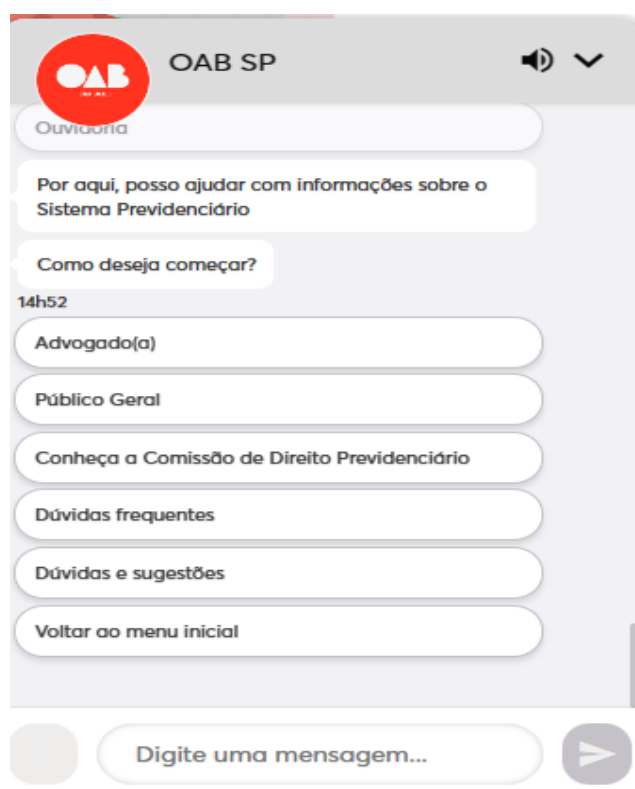 OAB SP
OAB
Ouvidoria
Por aqui, posso ajudar com informações sobre o
Sistema Previdenciário
Como deseja começar?
14h52
Advogado(a)
Público Geral
Conheça a Comissão de Direito Previdenciário
Dúvidas frequentes
Dúvidas e sugestões
Voltar ao menu inicial
Digite uma mensagem...